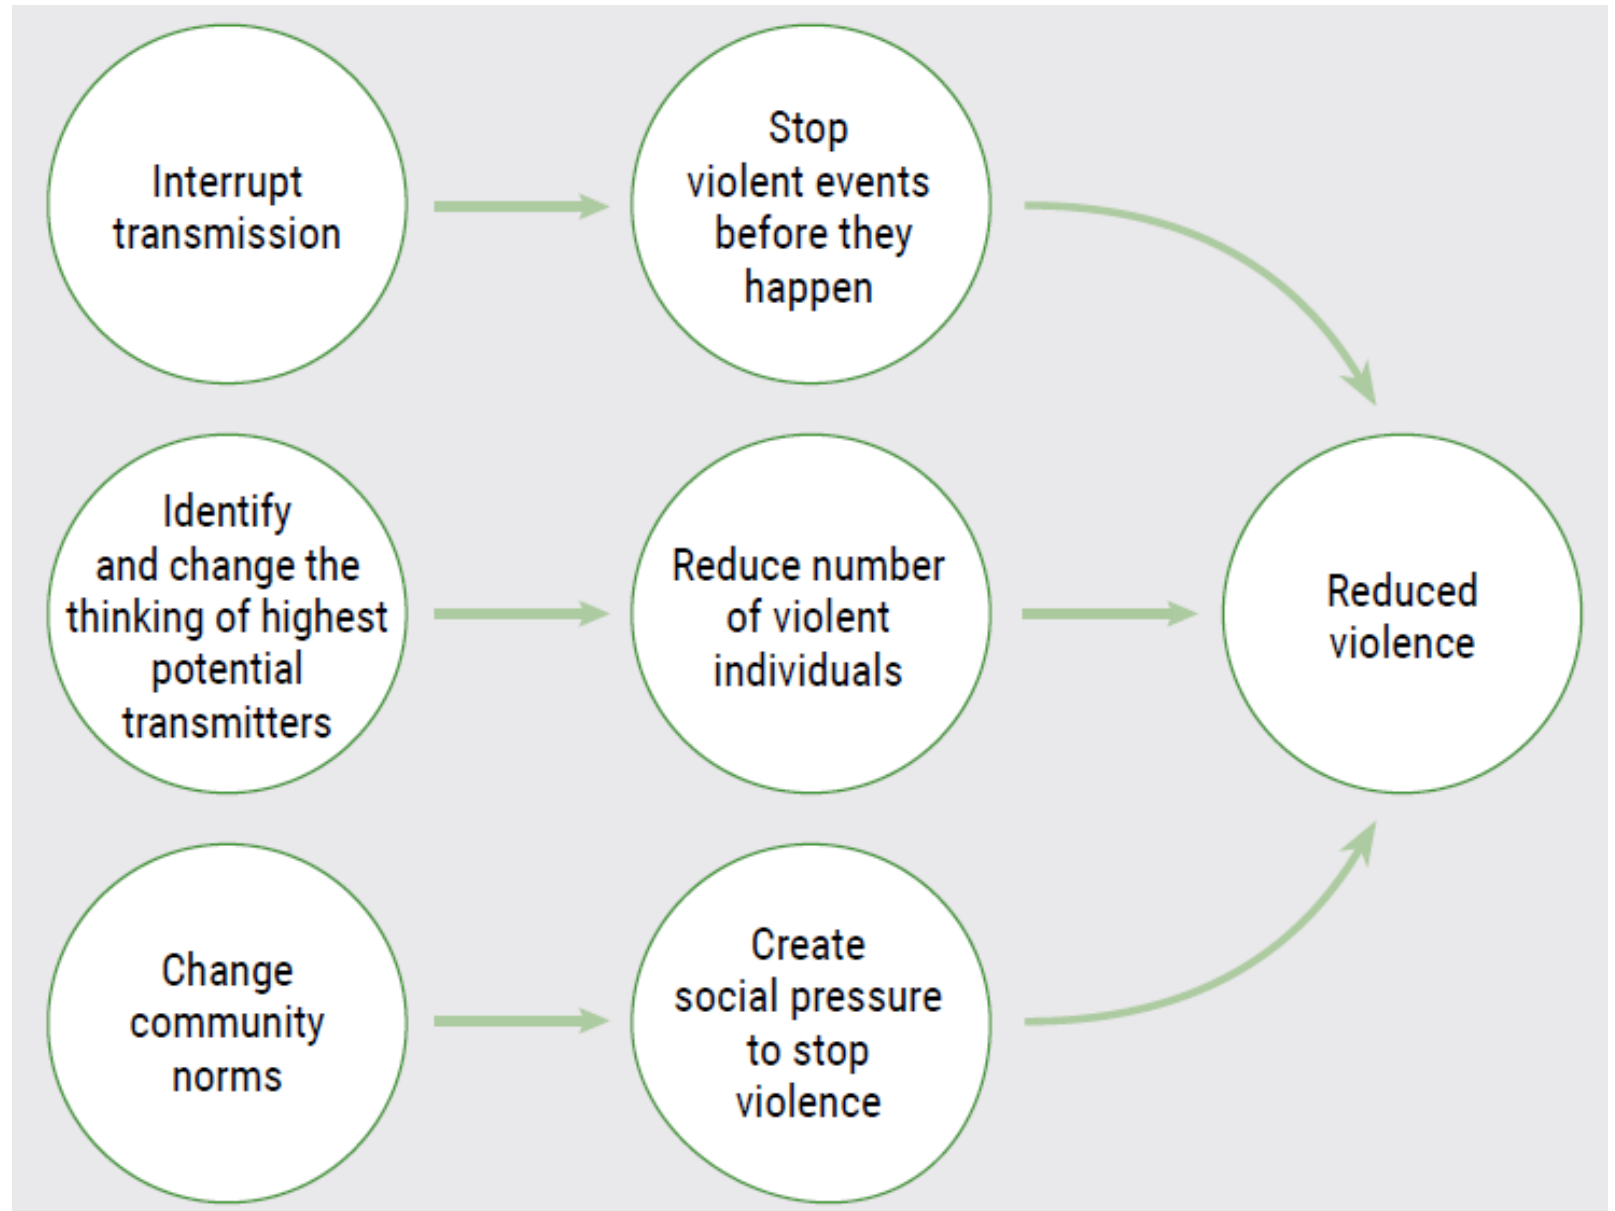 Interrupt
transmission
Stop
violent events
before they
happen
Identify
and change the
thinking of highest
potential
transmitters
Reduce number
of violent
individuals
Reduced
violence
Change
community
norms
Create
social pressure
to stop
violence